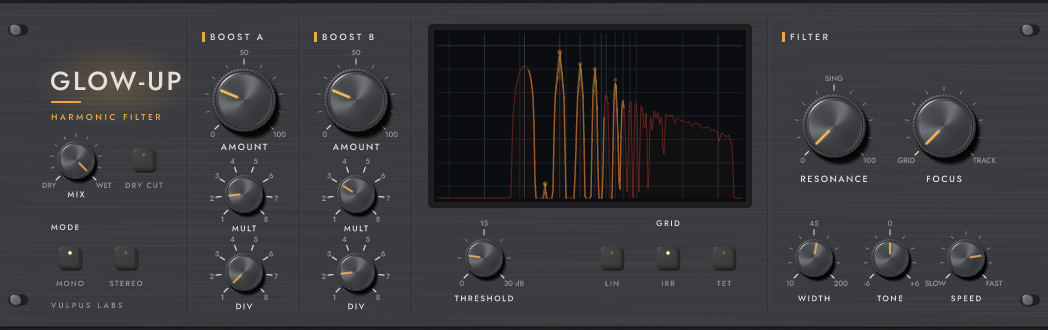 GLOW-UP
HARMONIC FILTER
DRY WET
MIX
DRY CUT
MODE
MONO STEREO
VULPUS LABS
BOOST A
50
0 100
AMOUNT
1 2 3 4 5 6 7 8
MULT
1 2 3 4 5 6 7 8
DIV
BOOST B
50
0 100
AMOUNT
1 2 3 4 5 6 7 8
MULT
1 2 3 4 5 6 7 8
DIV
15
0 30 dB
THRESHOLD
GRID
LIN IRR TET
FILTER
SING
0 100
RESONANCE
GRID TRACK
FOCUS
45
10 200
WIDTH
0
-6 +6
TONE
SLOW FAST
SPEED